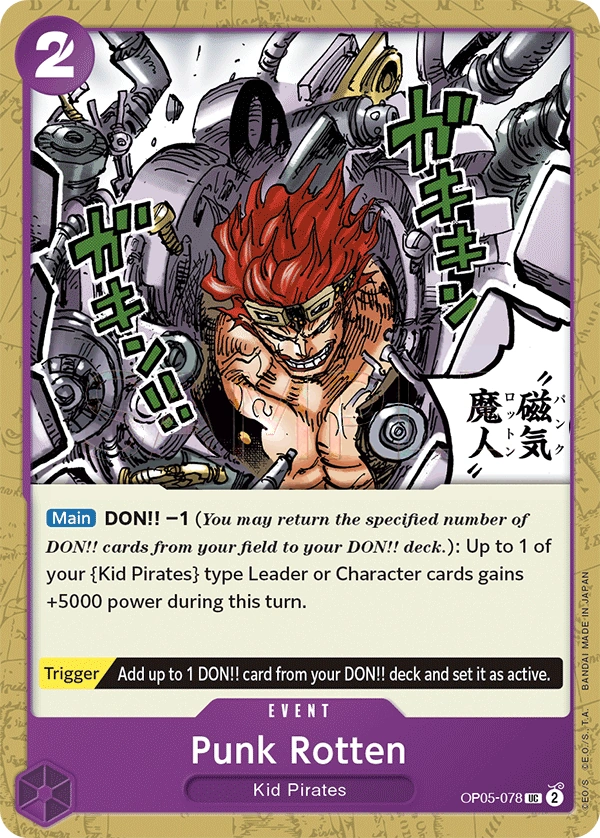 DLICHES EISMEER
2
ガキキン
ガキン!!
〝磁気魔人〟
パンク
ロットン
Main DON!! −1 (You may return the specified number of
DON!! cards from your field to your DON!! deck.): Up to 1 of
your {Kid Pirates} type Leader or Character cards gains
+5000 power during this turn.
Trigger Add up to 1 DON!! card from your DON!! deck and set it as active.
EVENT
Punk Rotten
Kid Pirates
OP05-078 UC 2
©E.O./S. ©E.O./S.,T.A. BANDAI MADE IN JAPAN